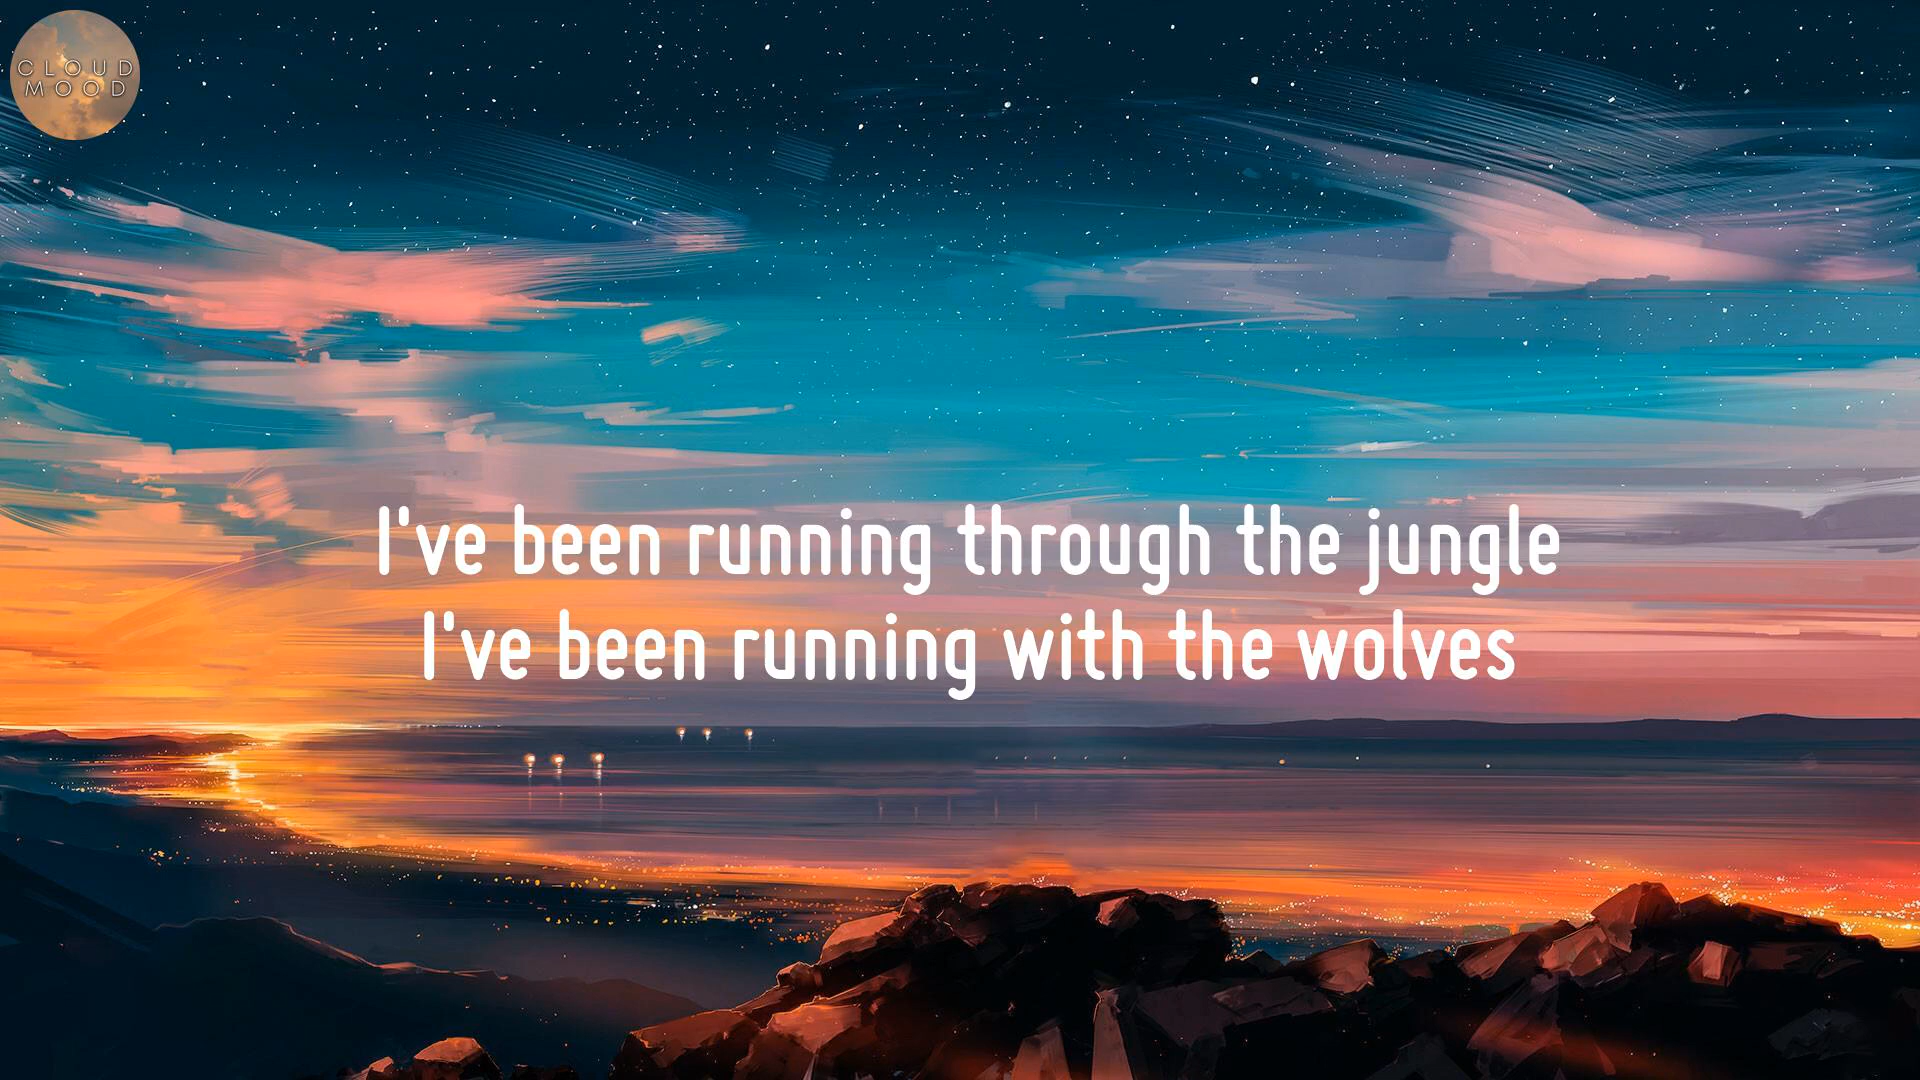 CLOUD
MOOD
I've been running through the jungle
I've been running with the wolves